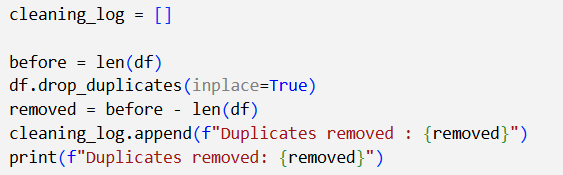 cleaning_log = []
before = len(df)
df.drop_duplicates(inplace=True)
removed = before - len(df)
cleaning_log.append(f"Duplicates removed : {removed}")
print(f"Duplicates removed: {removed}")